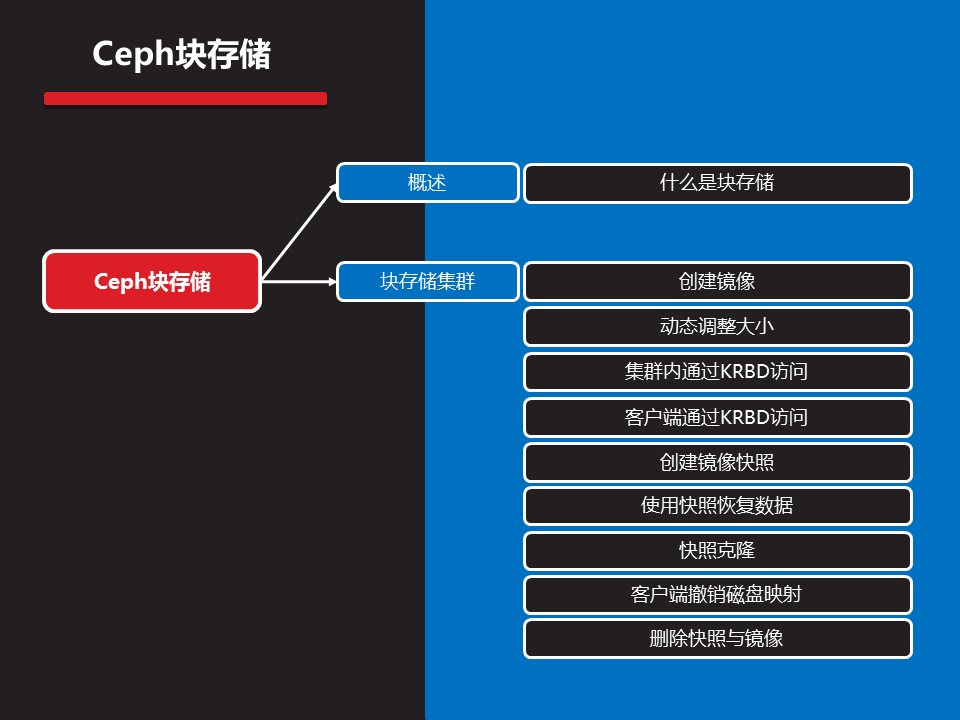 Ceph块存储
概述
什么是块存储
Ceph块存储
块存储集群
创建镜像
动态调整大小
集群内通过KRBD访问
客户端通过KRBD访问
创建镜像快照
使用快照恢复数据
快照克隆
客户端撤销磁盘映射
删除快照与镜像